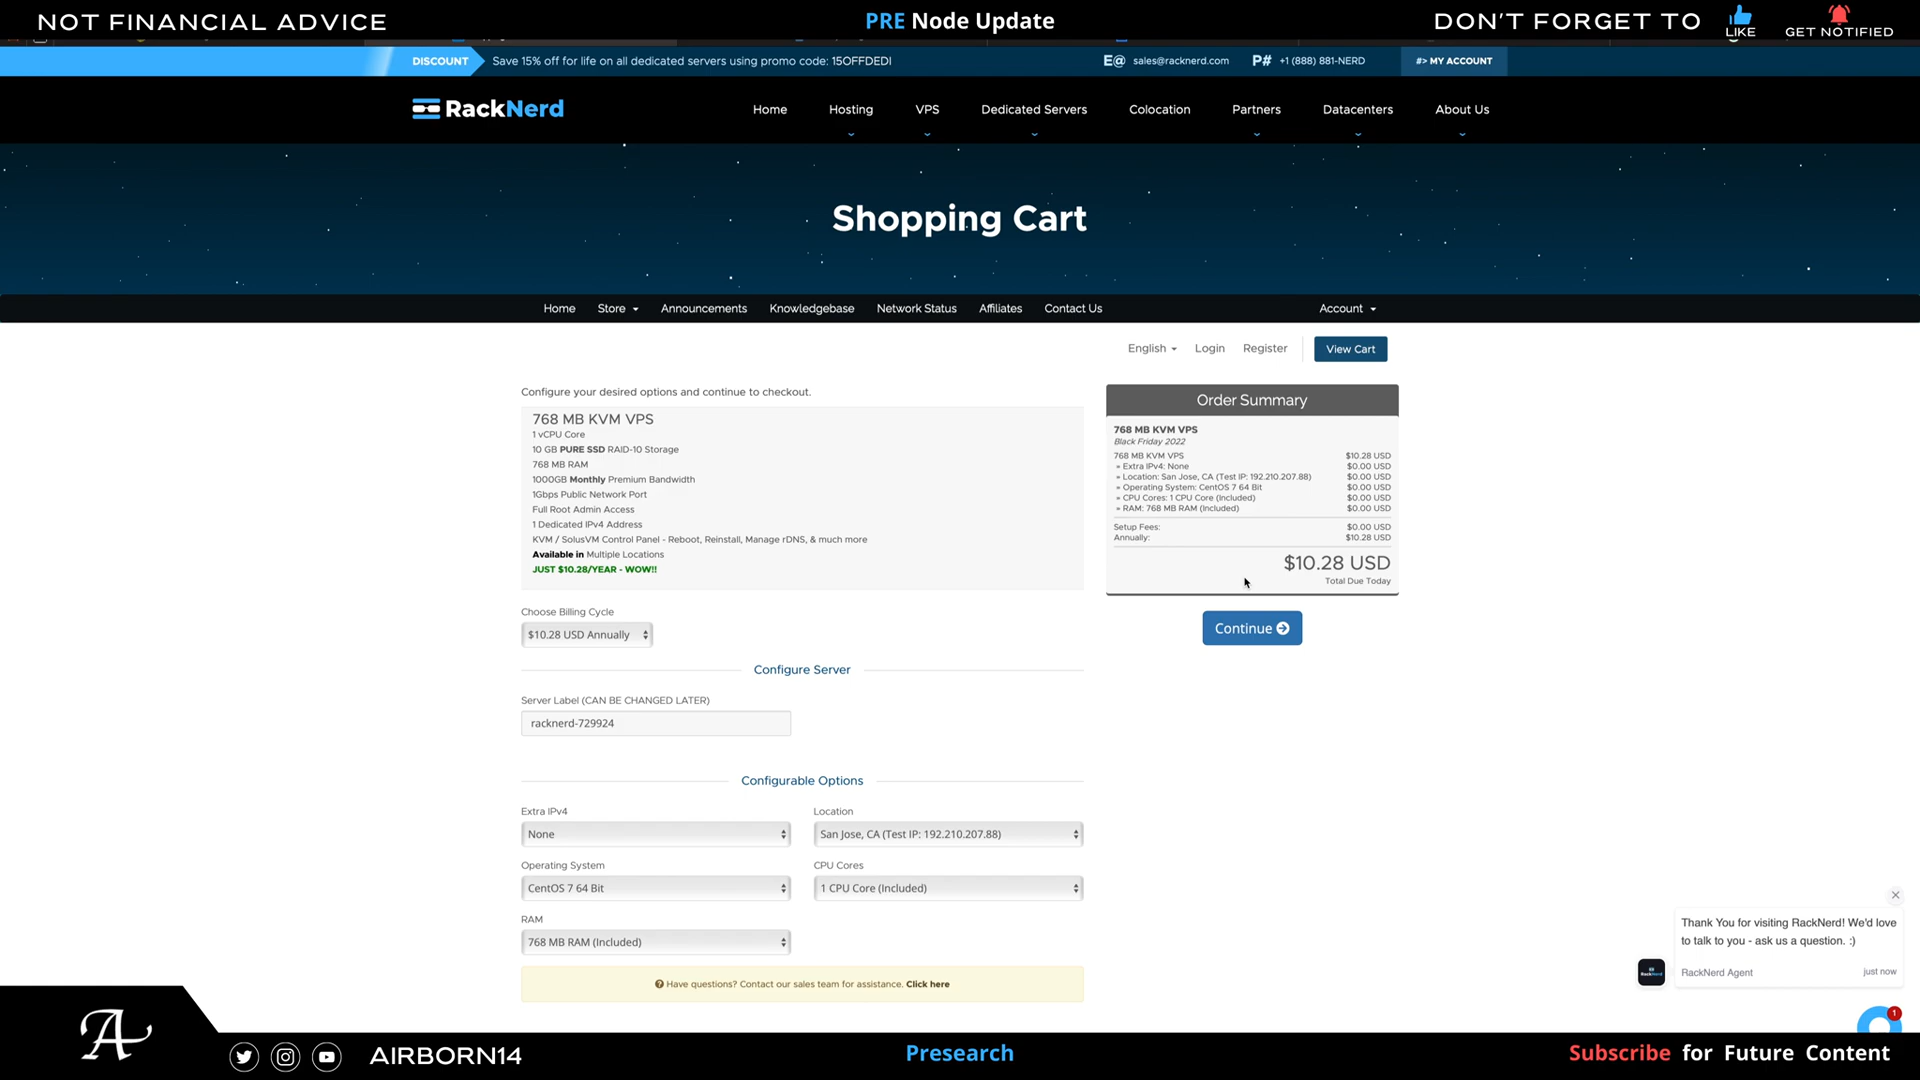 NOT FINANCIAL ADVICE
PRE Node Update
DON'T FORGET TO
LIKE
GET NOTIFIED
DISCOUNT
Save 15% off for life on all dedicated servers using promo code: 15OFFDEDI
E@ sales@racknerd.com
P# +1 (888) 881-NERD
#> MY ACCOUNT
RackNerd
Home
Hosting
VPS
Dedicated Servers
Colocation
Partners
Datacenters
About Us
Shopping Cart
Home
Store
Announcements
Knowledgebase
Network Status
Affiliates
Contact Us
Account
English
Login
Register
View Cart
Configure your desired options and continue to checkout.
768 MB KVM VPS
1 vCPU Core
10 GB PURE SSD RAID-10 Storage
768 MB RAM
1000GB Monthly Premium Bandwidth
1Gbps Public Network Port
Full Root Admin Access
1 Dedicated IPv4 Address
KVM / SolusVM Control Panel - Reboot, Reinstall, Manage rDNS, & much more
Available in Multiple Locations
JUST $10.28/YEAR - WOW!!
Choose Billing Cycle
$10.28 USD Annually
Configure Server
Server Label (CAN BE CHANGED LATER)
racknerd-729924
Configurable Options
Extra IPv4
None
Location
San Jose, CA (Test IP: 192.210.207.88)
Operating System
CentOS 7 64 Bit
CPU Cores
1 CPU Core (Included)
RAM
768 MB RAM (Included)
Have questions? Contact our sales team for assistance. Click here
Order Summary
768 MB KVM VPS
Black Friday 2022
768 MB KVM VPS $10.28 USD
» Extra IPv4: None $0.00 USD
» Location: San Jose, CA (Test IP: 192.210.207.88) $0.00 USD
» Operating System: CentOS 7 64 Bit $0.00 USD
» CPU Cores: 1 CPU Core (Included) $0.00 USD
» RAM: 768 MB RAM (Included) $0.00 USD
Setup Fees: $0.00 USD
Annually: $10.28 USD
$10.28 USD
Total Due Today
Continue
Thank You for visiting RackNerd! We'd love
to talk to you - ask us a question. :)
RackNerd
RackNerd Agent
just now
1
A
AIRBORN14
Presearch
Subscribe for Future Content